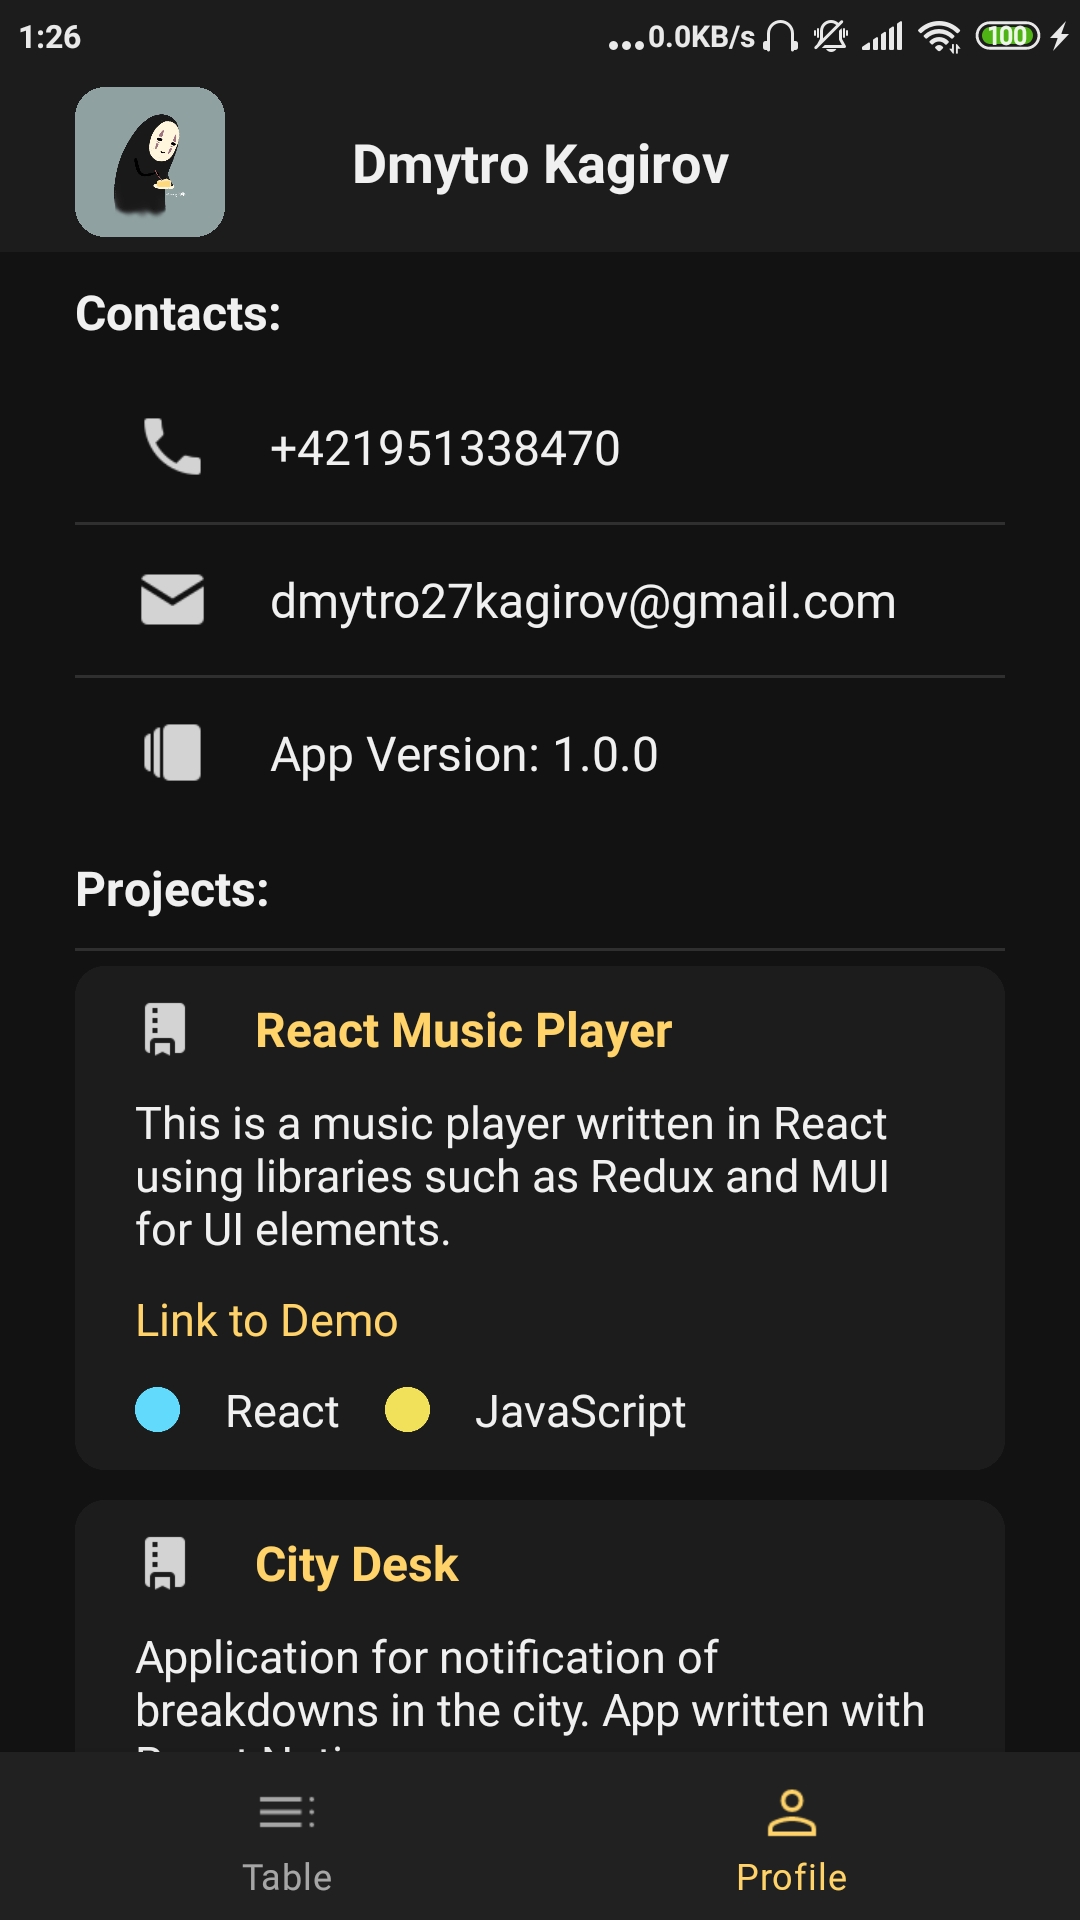 1:26
...0.0KB/s
100
Dmytro Kagirov
Contacts:
+421951338470
dmytro27kagirov@gmail.com
App Version: 1.0.0
Projects:
React Music Player
This is a music player written in React
using libraries such as Redux and MUI
for UI elements.
Link to Demo
React
JavaScript
City Desk
Application for notification of
breakdowns in the city. App written with
Table
Profile